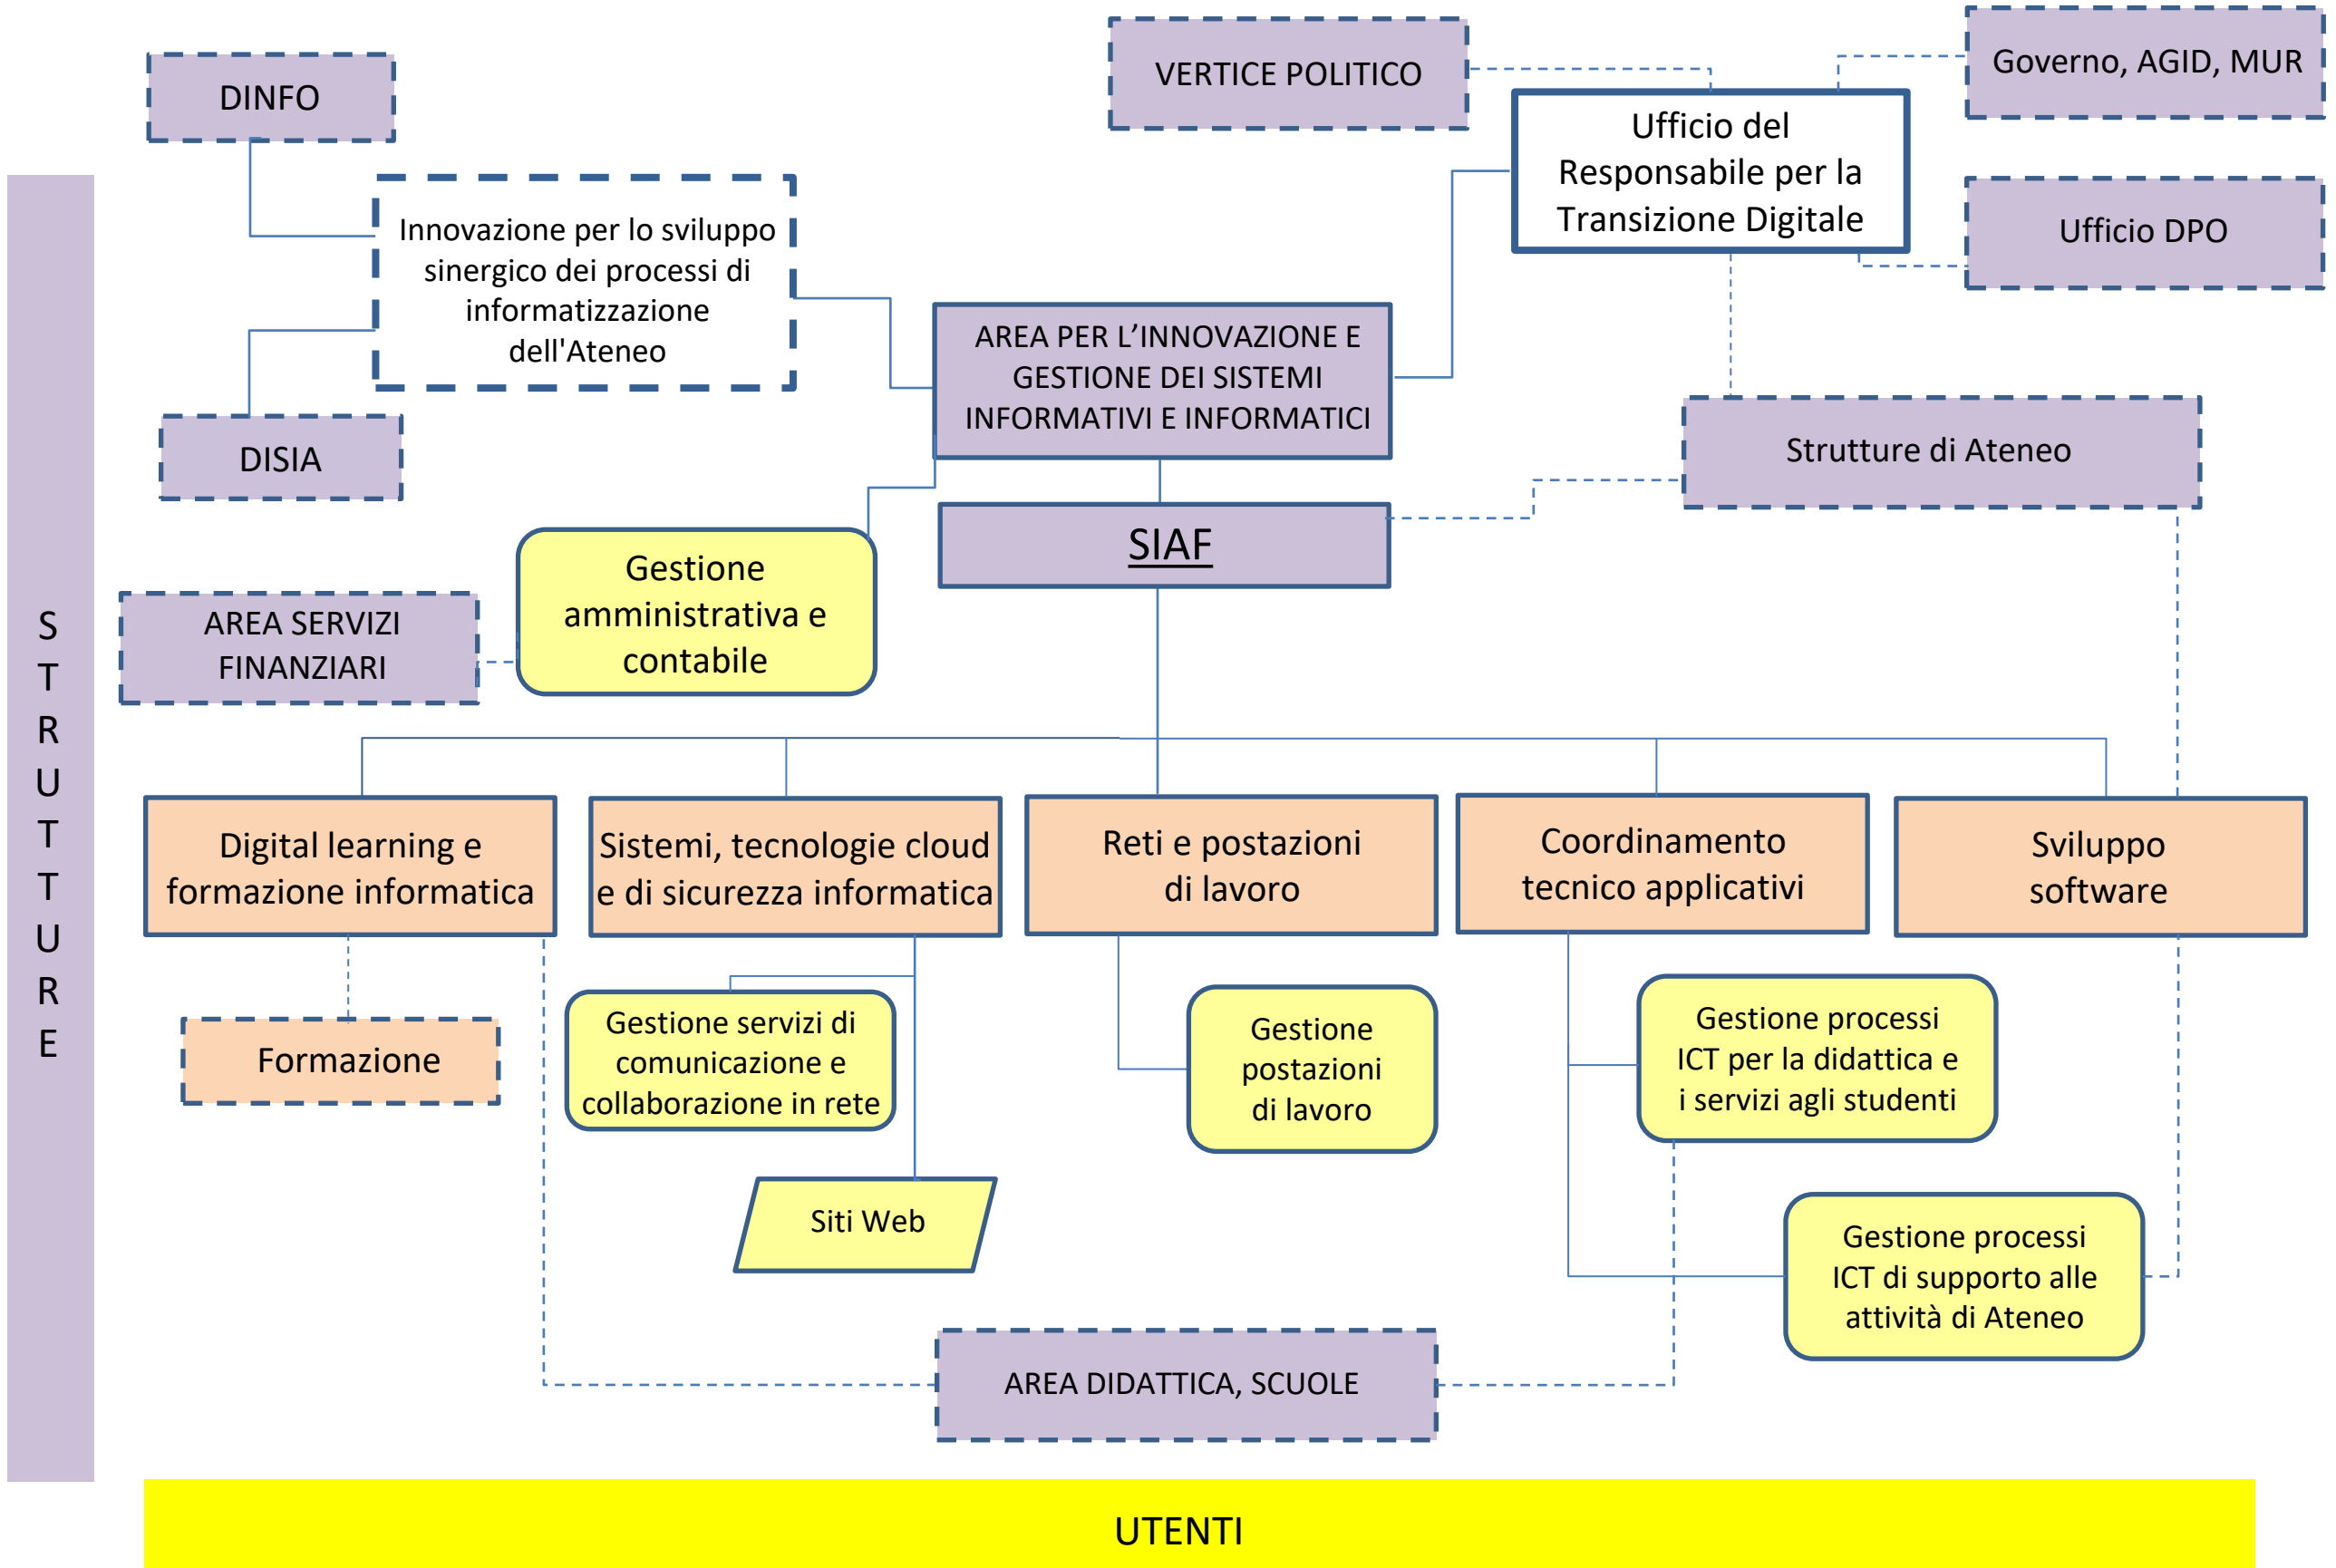 VERTICE POLITICO
Governo, AGID, MUR
DINFO
Ufficio del
Responsabile per la
Transizione Digitale
Ufficio DPO
Innovazione per lo sviluppo
sinergico dei processi di
informatizzazione
dell'Ateneo
AREA PER L’INNOVAZIONE E
GESTIONE DEI SISTEMI
INFORMATIVI E INFORMATICI
DISIA
Strutture di Ateneo
SIAF
Gestione
amministrativa e
contabile
AREA SERVIZI
FINANZIARI
S
T
R
U
T
T
U
R
E
Digital learning e
formazione informatica
Sistemi, tecnologie cloud
e di sicurezza informatica
Reti e postazioni
di lavoro
Coordinamento
tecnico applicativi
Sviluppo
software
Formazione
Gestione servizi di
comunicazione e
collaborazione in rete
Gestione
postazioni
di lavoro
Gestione processi
ICT per la didattica e
i servizi agli studenti
Siti Web
Gestione processi
ICT di supporto alle
attività di Ateneo
AREA DIDATTICA, SCUOLE
UTENTI